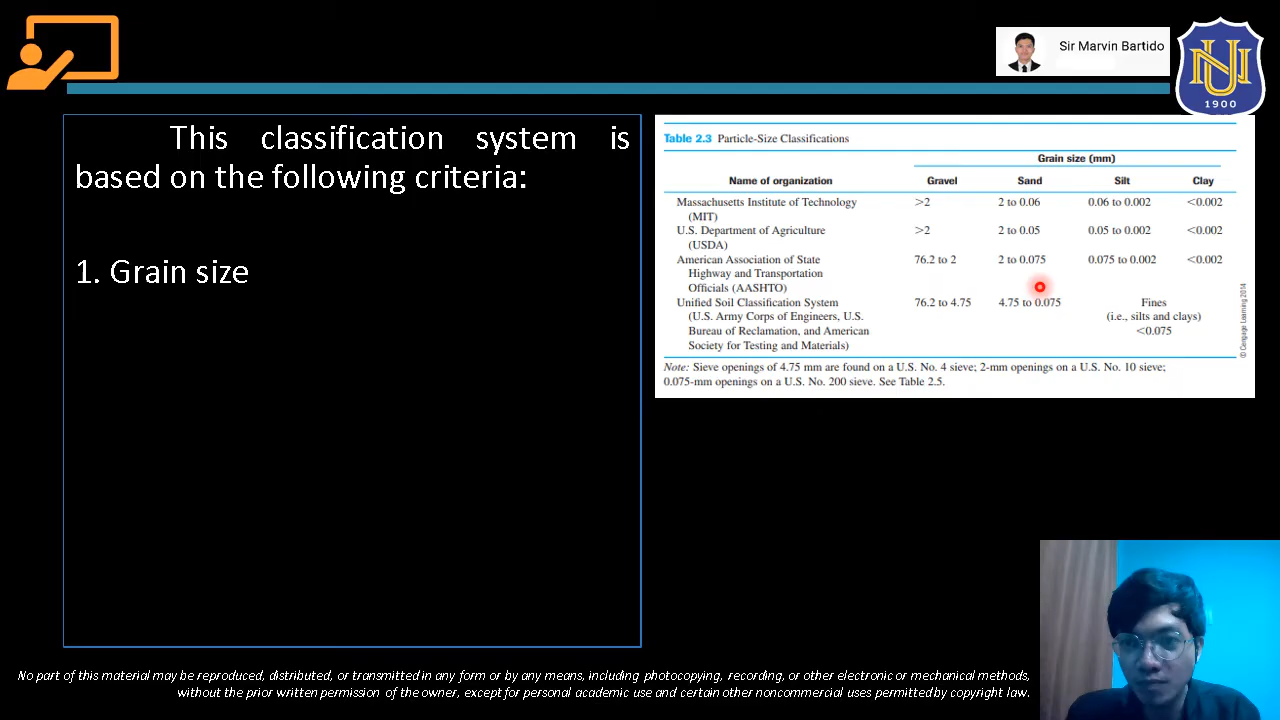 Sir Marvin Bartido
NU
1900
This classification system is
based on the following criteria:
1. Grain size
Table 2.3 Particle-Size Classifications
Grain size (mm)
Name of organization Gravel Sand Silt Clay
Massachusetts Institute of Technology >2 2 to 0.06 0.06 to 0.002 <0.002
(MIT)
U.S. Department of Agriculture >2 2 to 0.05 0.05 to 0.002 <0.002
(USDA)
American Association of State 76.2 to 2 2 to 0.075 0.075 to 0.002 <0.002
Highway and Transportation
Officials (AASHTO)
Unified Soil Classification System 76.2 to 4.75 4.75 to 0.075 Fines
(U.S. Army Corps of Engineers, U.S. (i.e., silts and clays)
Bureau of Reclamation, and American <0.075
Society for Testing and Materials)
© Cengage Learning 2014
Note: Sieve openings of 4.75 mm are found on a U.S. No. 4 sieve; 2-mm openings on a U.S. No. 10 sieve;
0.075-mm openings on a U.S. No. 200 sieve. See Table 2.5.
No part of this material may be reproduced, distributed, or transmitted in any form or by any means, including photocopying, recording, or other electronic or mechanical methods,
without the prior written permission of the owner, except for personal academic use and certain other noncommercial uses permitted by copyright law.